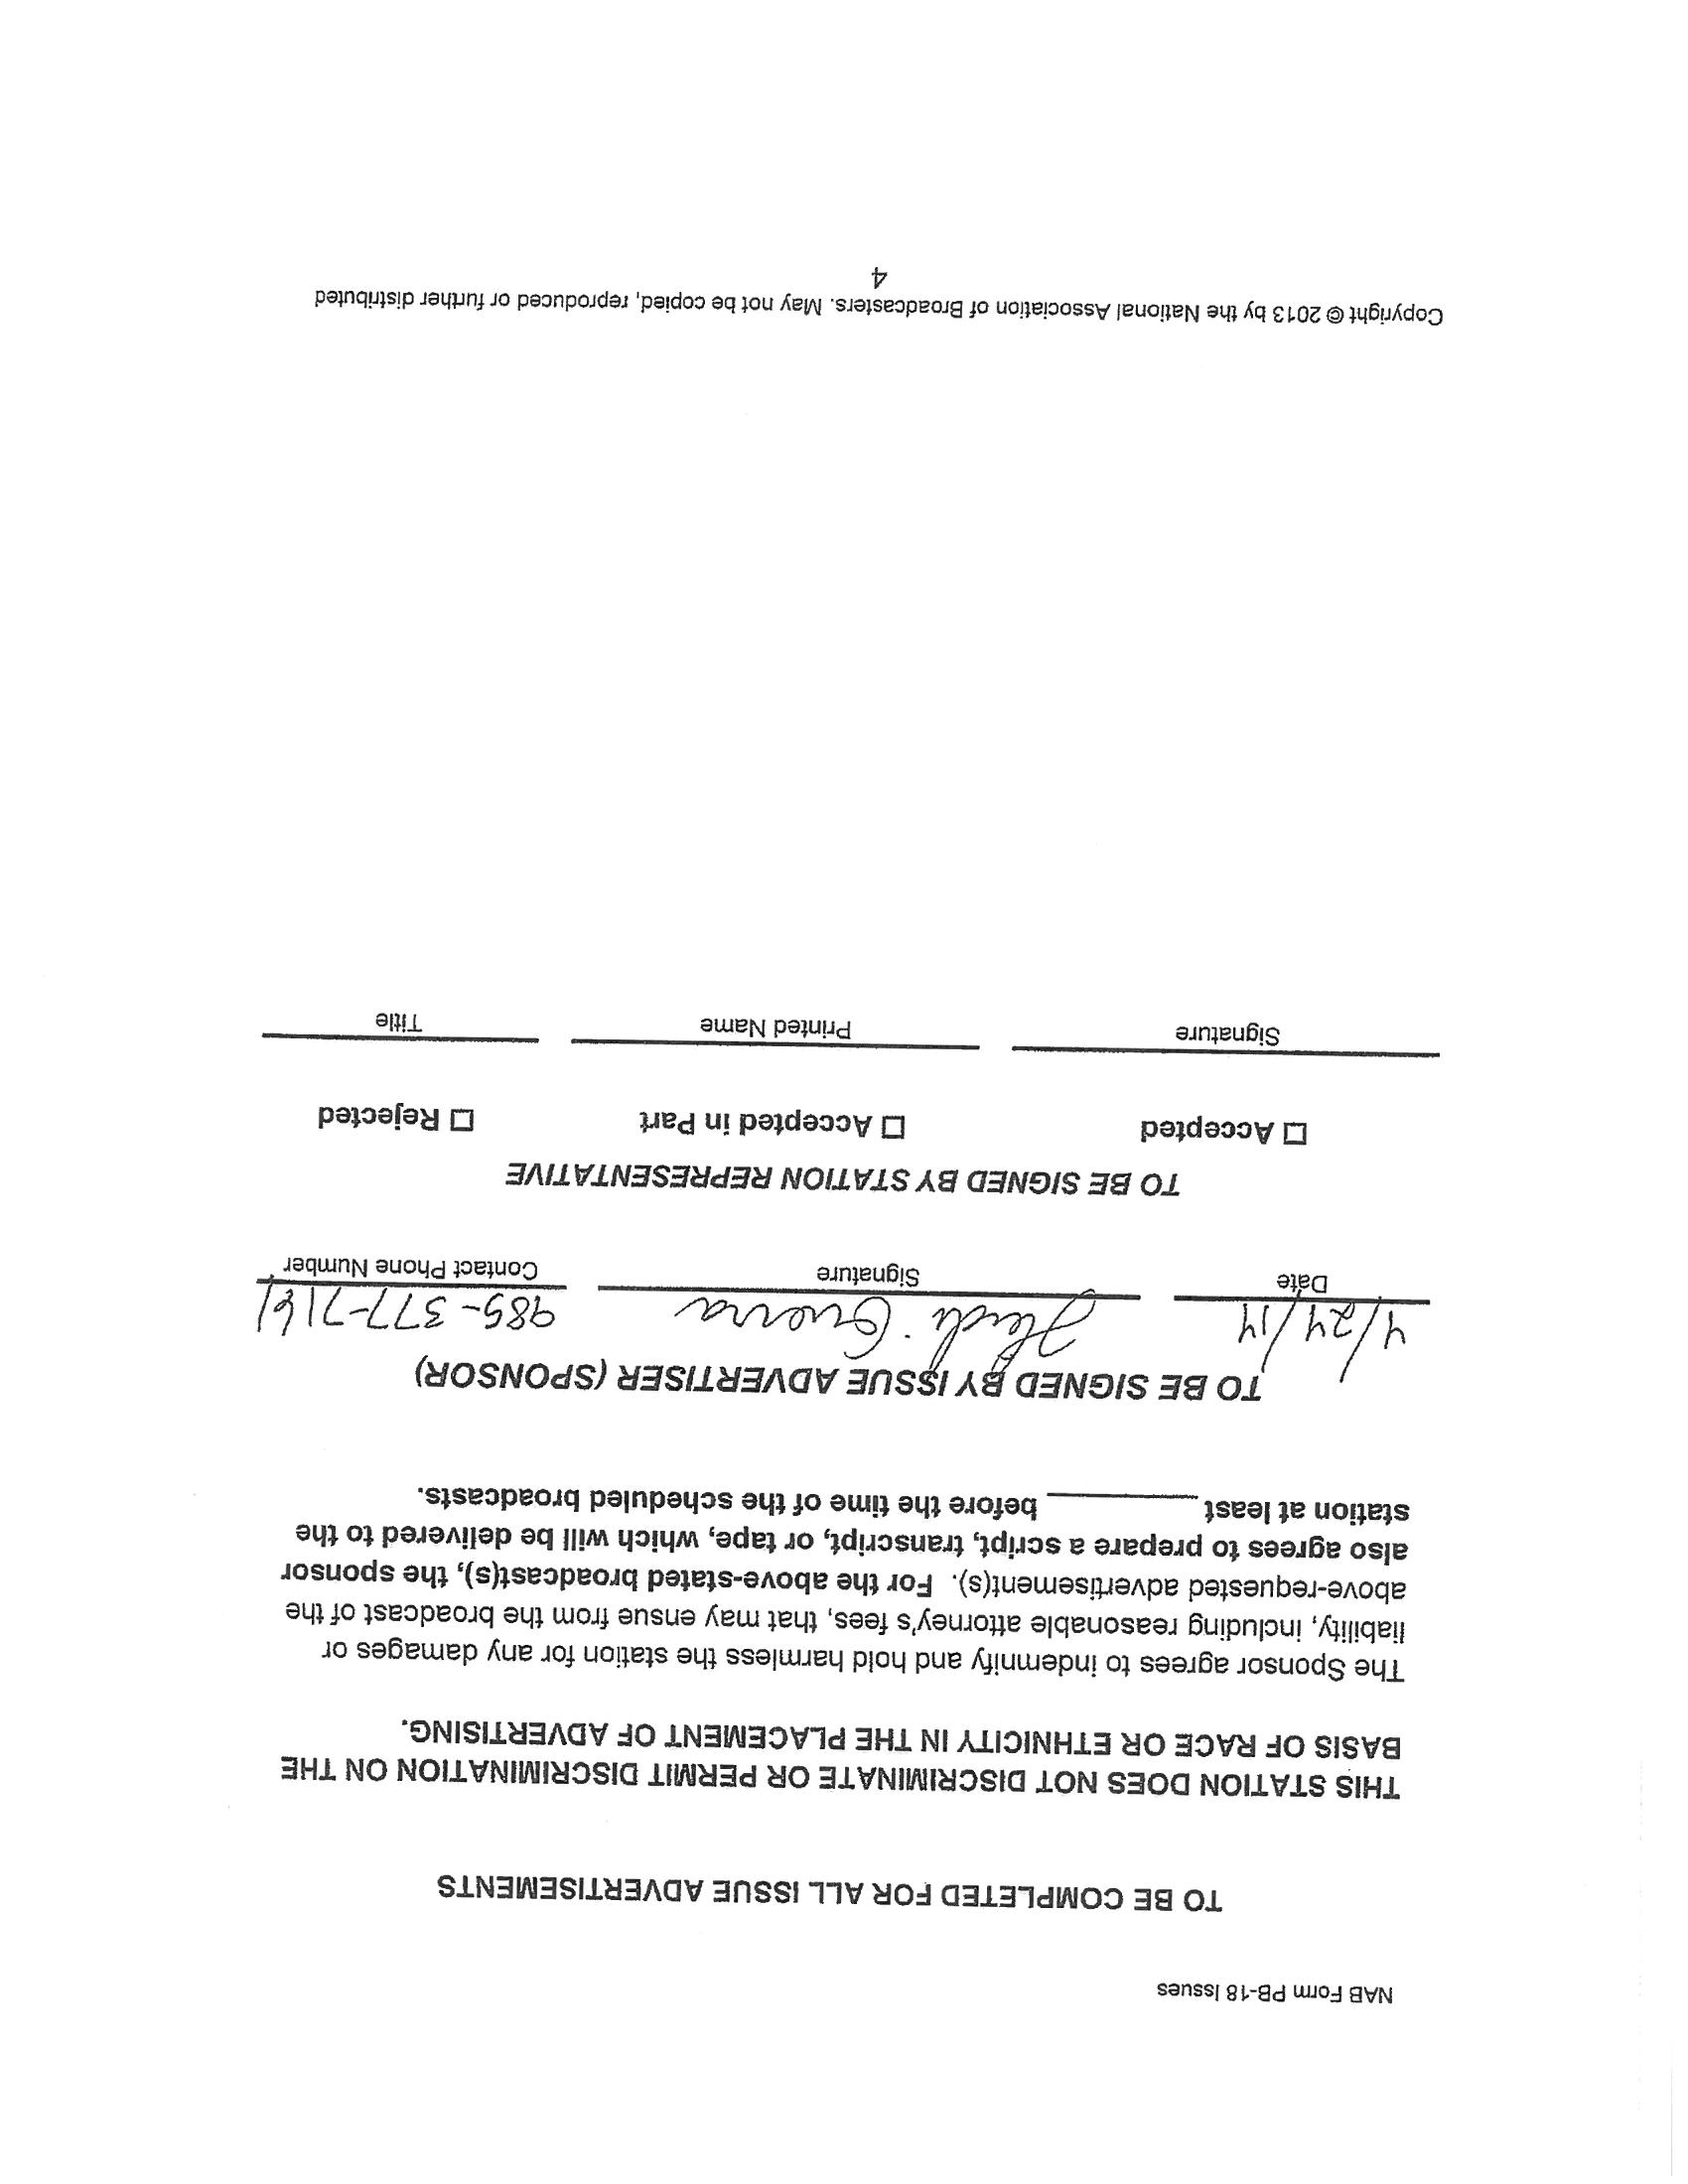 NAB Form PB-18 Issues
TO BE COMPLETED FOR ALL ISSUE ADVERTISEMENTS
THIS STATION DOES NOT DISCRIMINATE OR PERMIT DISCRIMINATION ON THE
BASIS OF RACE OR ETHNICITY IN THE PLACEMENT OF ADVERTISING.
The Sponsor agrees to indemnify and hold harmless the station for any damages or
liability, including reasonable attorney's fees, that may ensue from the broadcast of the
above-requested advertisement(s). For the above-stated broadcast(s), the sponsor
also agrees to prepare a script, transcript, or tape, which will be delivered to the
station at least ________ before the time of the scheduled broadcasts.
TO BE SIGNED BY ISSUE ADVERTISER (SPONSOR)
4/24/14 Heidi Guerra 985-377-7161
Date Signature Contact Phone Number
TO BE SIGNED BY STATION REPRESENTATIVE
☐ Accepted ☐ Accepted in Part ☐ Rejected
Signature Printed Name Title
Copyright © 2013 by the National Association of Broadcasters. May not be copied, reproduced or further distributed
4